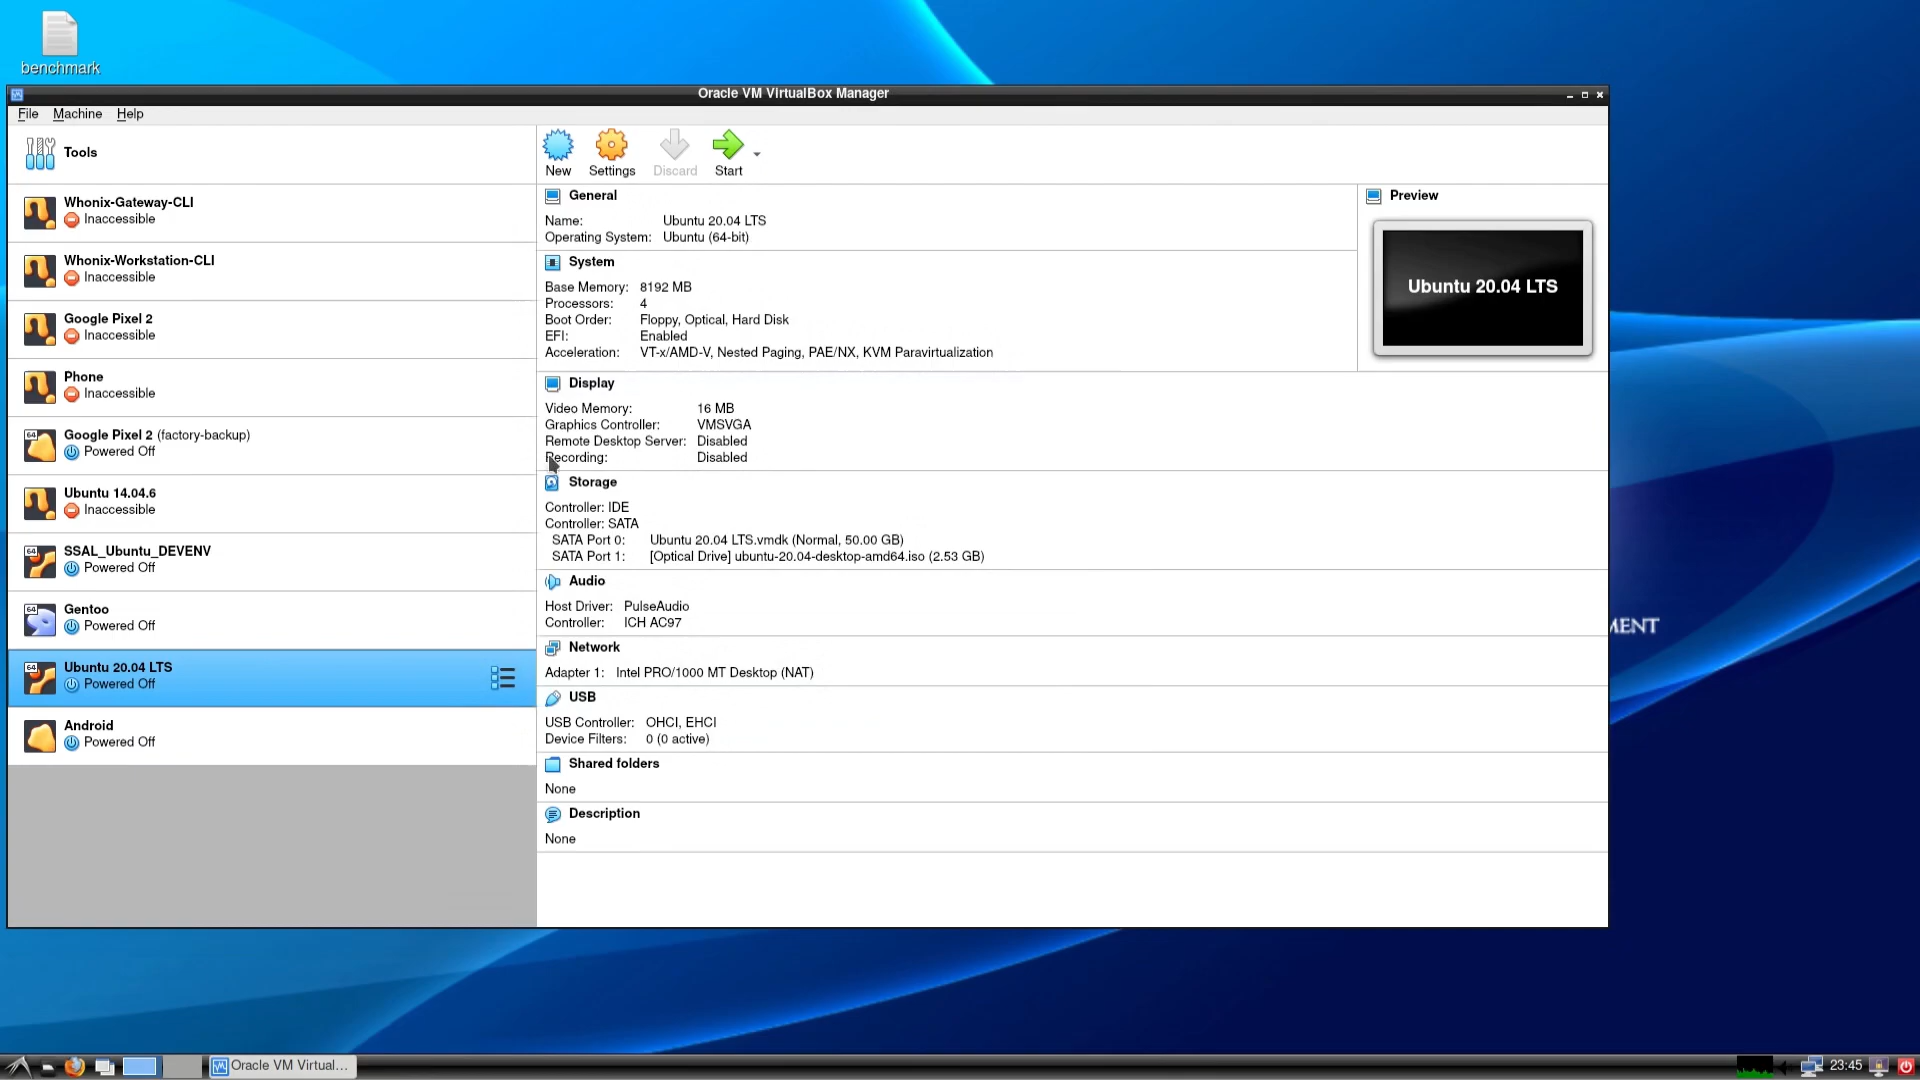 benchmark
Oracle VM VirtualBox Manager
File Machine Help
Tools
New Settings Discard Start
Whonix-Gateway-CLI
Inaccessible
Whonix-Workstation-CLI
Inaccessible
Google Pixel 2
Inaccessible
Phone
Inaccessible
64
Google Pixel 2 (factory-backup)
Powered Off
Ubuntu 14.04.6
Inaccessible
64
SSAL_Ubuntu_DEVENV
Powered Off
64
Gentoo
Powered Off
64
Ubuntu 20.04 LTS
Powered Off
Android
Powered Off
General
Name: Ubuntu 20.04 LTS
Operating System: Ubuntu (64-bit)
System
Base Memory: 8192 MB
Processors: 4
Boot Order: Floppy, Optical, Hard Disk
EFI: Enabled
Acceleration: VT-x/AMD-V, Nested Paging, PAE/NX, KVM Paravirtualization
Preview
Ubuntu 20.04 LTS
Display
Video Memory: 16 MB
Graphics Controller: VMSVGA
Remote Desktop Server: Disabled
Recording: Disabled
Storage
Controller: IDE
Controller: SATA
SATA Port 0: Ubuntu 20.04 LTS.vmdk (Normal, 50.00 GB)
SATA Port 1: [Optical Drive] ubuntu-20.04-desktop-amd64.iso (2.53 GB)
Audio
Host Driver: PulseAudio
Controller: ICH AC97
Network
Adapter 1: Intel PRO/1000 MT Desktop (NAT)
USB
USB Controller: OHCI, EHCI
Device Filters: 0 (0 active)
Shared folders
None
Description
None
MENT
Oracle VM Virtual...
23:45